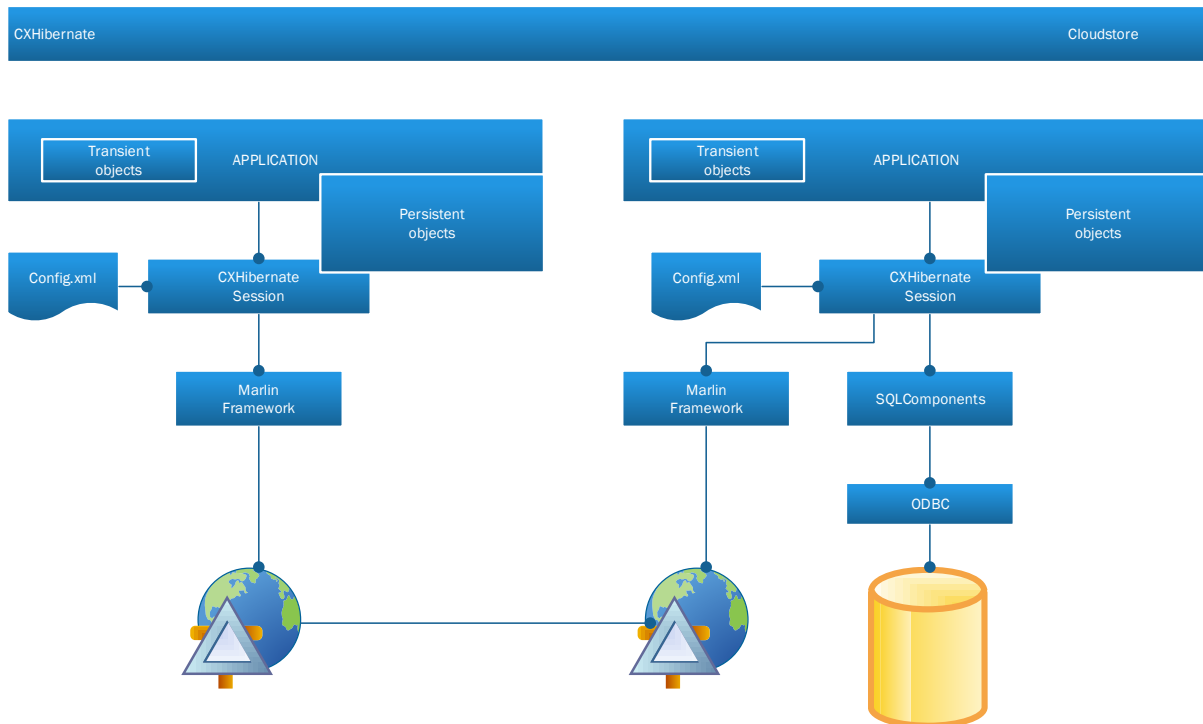 CXHibernate
Cloudstore
Transient
objects
APPLICATION
Persistent
objects
Config.xml
CXHibernate
Session
Marlin
Framework
Transient
objects
APPLICATION
Persistent
objects
Config.xml
CXHibernate
Session
Marlin
Framework
SQLComponents
ODBC